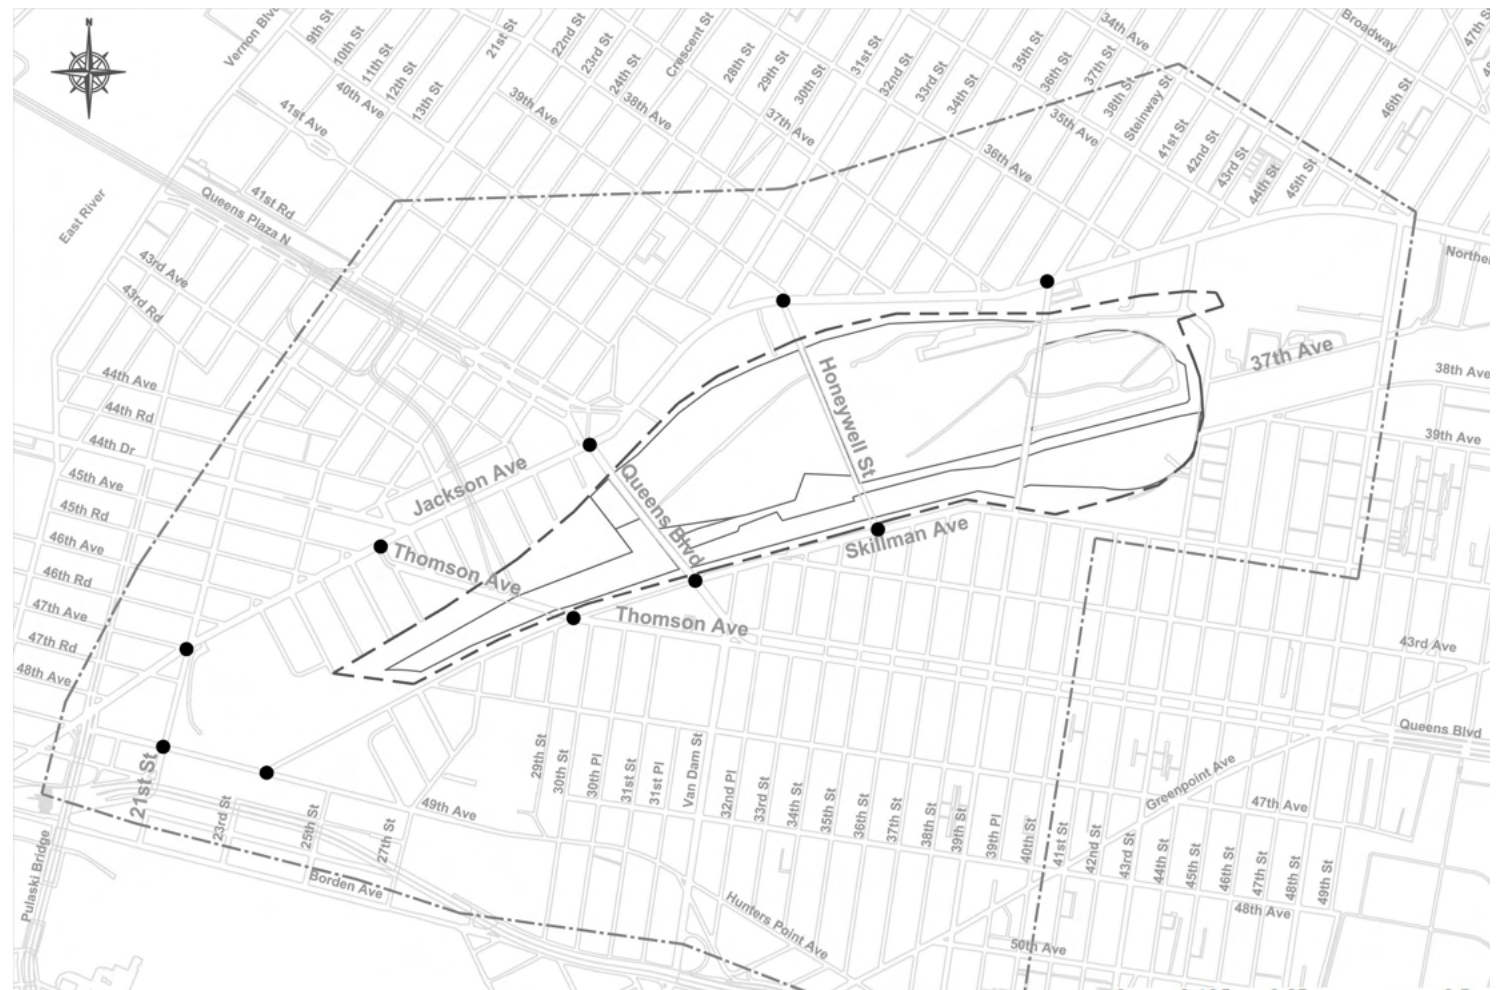 N
Vernon Blv
9th St
10th St
11th St
12th St
13th St
21st St
22nd St
23rd St
24th St
Crescent St
28th St
29th St
30th St
31st St
32nd St
33rd St
34th St
35th St
36th St
37th St
38th St
Steinway St
41st St
42nd St
43rd St
44th St
45th St
46th St
47th St
34th Ave
Broadway
35th Ave
36th Ave
37th Ave
38th Ave
39th Ave
40th Ave
41st Ave
41st Rd
Queens Plaza N
East River
43rd Ave
43rd Rd
44th Ave
44th Rd
44th Dr
45th Ave
45th Rd
46th Ave
46th Rd
47th Ave
47th Rd
48th Ave
Norther
37th Ave
38th Ave
39th Ave
Honeywell St
Jackson Ave
Queens Blvd
Thomson Ave
Skillman Ave
Thomson Ave
43rd Ave
Queens Blvd
Greenpoint Ave
47th Ave
48th Ave
50th Ave
Hunters Point Ave
49th Ave
Borden Ave
Pulaski Bridge
21st St
23rd St
25th St
27th St
29th St
30th St
30th Pl
31st St
31st Pl
Van Dam St
32nd Pl
33rd St
34th St
35th St
36th St
37th St
38th St
39th St
39th Pl
40th St
41st St
42nd St
43rd St
44th St
45th St
46th St
47th St
48th St
49th St